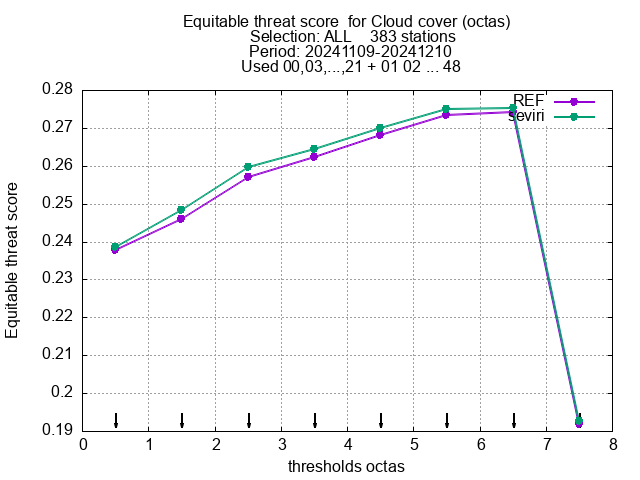 Equitable threat score  for Cloud cover (octas)
Selection: ALL    383 stations
Period: 20241109-20241210
Used 00,03,...,21 + 01 02 ... 48
REF
seviri
Equitable threat score
0.28
0.27
0.26
0.25
0.24
0.23
0.22
0.21
0.2
0.19
0 1 2 3 4 5 6 7 8
thresholds octas